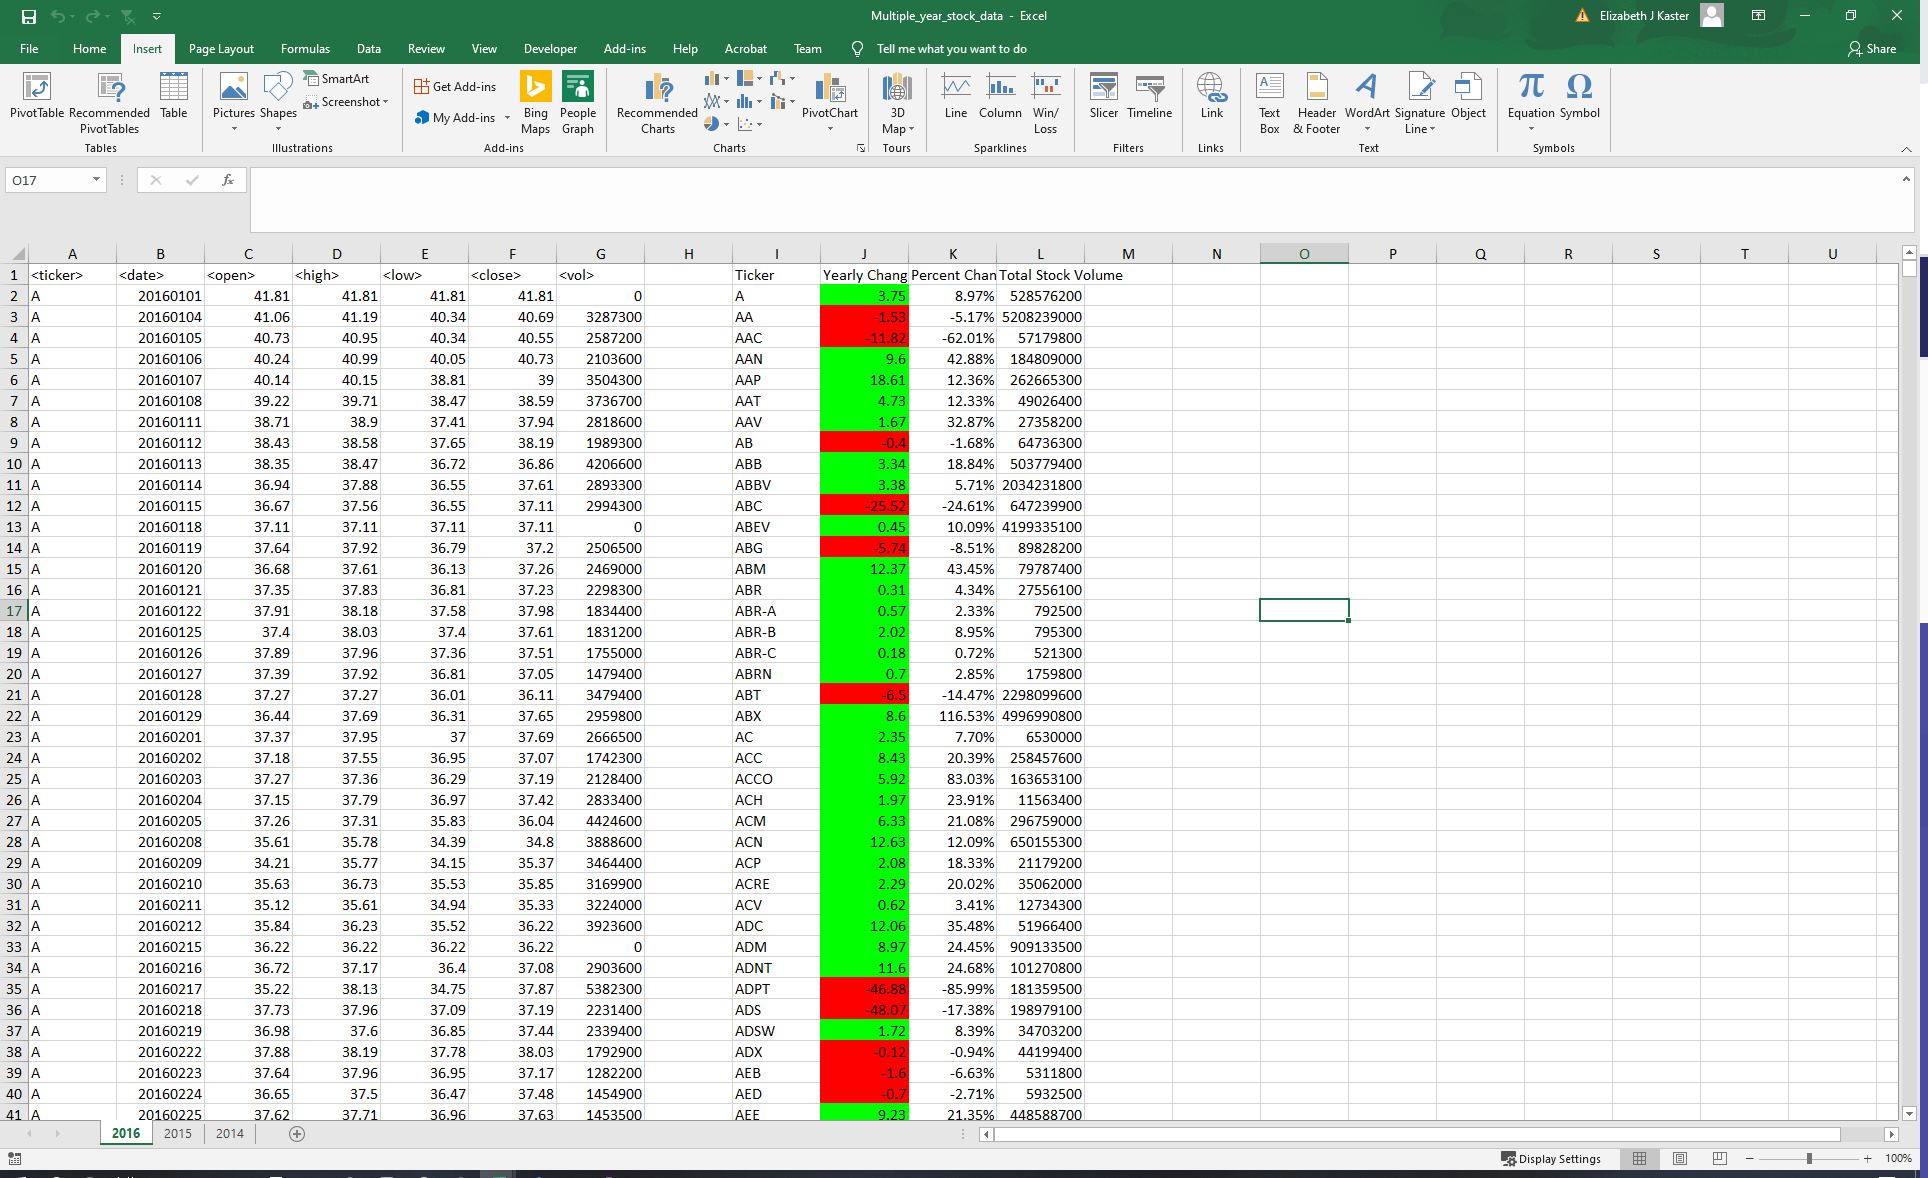 Multiple_year_stock_data - Excel
Elizabeth J Kaster
File Home Insert Page Layout Formulas Data Review View Developer Add-ins Help Acrobat Team Tell me what you want to do Share
PivotTable Recommended PivotTables Table
Tables
Pictures Shapes SmartArt Screenshot
Illustrations
Get Add-ins My Add-ins Bing Maps People Graph
Add-ins
Recommended Charts PivotChart
Charts
3D Map
Tours
Line Column Win/Loss
Sparklines
Slicer Timeline
Filters
Link
Links
Text Box Header & Footer WordArt Signature Line Object
Text
Equation Symbol
Symbols
O17 fx
A B C D E F G H I J K L M N O P Q R S T U
1 <ticker> <date> <open> <high> <low> <close> <vol> Ticker Yearly Chang Percent Chan Total Stock Volume
2 A 20160101 41.81 41.81 41.81 41.81 0 A 3.75 8.97% 528576200
3 A 20160104 41.06 41.19 40.34 40.69 3287300 AA -1.53 -5.17% 5208239000
4 A 20160105 40.73 40.95 40.34 40.55 2587200 AAC -11.82 -62.01% 57179800
5 A 20160106 40.24 40.99 40.05 40.73 2103600 AAN 9.6 42.88% 184809000
6 A 20160107 40.14 40.15 38.81 39 3504300 AAP 18.61 12.36% 262665300
7 A 20160108 39.22 39.71 38.47 38.59 3736700 AAT 4.73 12.33% 49026400
8 A 20160111 38.71 38.9 37.41 37.94 2818600 AAV 1.67 32.87% 27358200
9 A 20160112 38.43 38.58 37.65 38.19 1989300 AB -0.4 -1.68% 64736300
10 A 20160113 38.35 38.47 36.72 36.86 4206600 ABB 3.34 18.84% 503779400
11 A 20160114 36.94 37.88 36.55 37.61 2893300 ABBV 3.38 5.71% 2034231800
12 A 20160115 36.67 37.56 36.55 37.11 2994300 ABC -25.52 -24.61% 647239900
13 A 20160118 37.11 37.11 37.11 37.11 0 ABEV 0.45 10.09% 4199335100
14 A 20160119 37.64 37.92 36.79 37.2 2506500 ABG -5.74 -8.51% 89828200
15 A 20160120 36.68 37.61 36.13 37.26 2469000 ABM 12.37 43.45% 79787400
16 A 20160121 37.35 37.83 36.81 37.23 2298300 ABR 0.31 4.34% 27556100
17 A 20160122 37.91 38.18 37.58 37.98 1834400 ABR-A 0.57 2.33% 792500
18 A 20160125 37.4 38.03 37.4 37.61 1831200 ABR-B 2.02 8.95% 795300
19 A 20160126 37.89 37.96 37.36 37.51 1755000 ABR-C 0.18 0.72% 521300
20 A 20160127 37.39 37.92 36.81 37.05 1479400 ABRN 0.7 2.85% 1759800
21 A 20160128 37.27 37.27 36.01 36.11 3479400 ABT -6.5 -14.47% 2298099600
22 A 20160129 36.44 37.69 36.31 37.65 2959800 ABX 8.6 116.53% 4996990800
23 A 20160201 37.37 37.95 37 37.69 2666500 AC 2.35 7.70% 6530000
24 A 20160202 37.18 37.55 36.95 37.07 1742300 ACC 8.43 20.39% 258457600
25 A 20160203 37.27 37.36 36.29 37.19 2128400 ACCO 5.92 83.03% 163653100
26 A 20160204 37.15 37.79 36.97 37.42 2833400 ACH 1.97 23.91% 11563400
27 A 20160205 37.26 37.31 35.83 36.04 4424600 ACM 6.33 21.08% 296759000
28 A 20160208 35.61 35.78 34.39 34.8 3888600 ACN 12.63 12.09% 650155300
29 A 20160209 34.21 35.77 34.15 35.37 3464400 ACP 2.08 18.33% 21179200
30 A 20160210 35.63 36.73 35.53 35.85 3169900 ACRE 2.29 20.02% 35062000
31 A 20160211 35.12 35.61 34.94 35.33 3224000 ACV 0.62 3.41% 12734300
32 A 20160212 35.84 36.23 35.52 36.22 3923600 ADC 12.06 35.48% 51966400
33 A 20160215 36.22 36.22 36.22 36.22 0 ADM 8.97 24.45% 909133500
34 A 20160216 36.72 37.17 36.4 37.08 2903600 ADNT 11.6 24.68% 101270800
35 A 20160217 35.22 38.13 34.75 37.87 5382300 ADPT -46.88 -85.99% 181359500
36 A 20160218 37.73 37.96 37.09 37.19 2231400 ADS -48.07 -17.38% 198979100
37 A 20160219 36.98 37.6 36.85 37.44 2339400 ADSW 1.72 8.39% 34703200
38 A 20160222 37.88 38.19 37.78 38.03 1792900 ADX -0.12 -0.94% 44199400
39 A 20160223 37.64 37.96 36.95 37.17 1282200 AEB -1.6 -6.63% 5311800
40 A 20160224 36.65 37.5 36.47 37.48 1454900 AED -0.7 -2.71% 5932500
41 A 20160225 37.62 37.71 36.96 37.63 1453500 AEE 9.23 21.35% 448588700
2016 2015 2014
Display Settings 100%